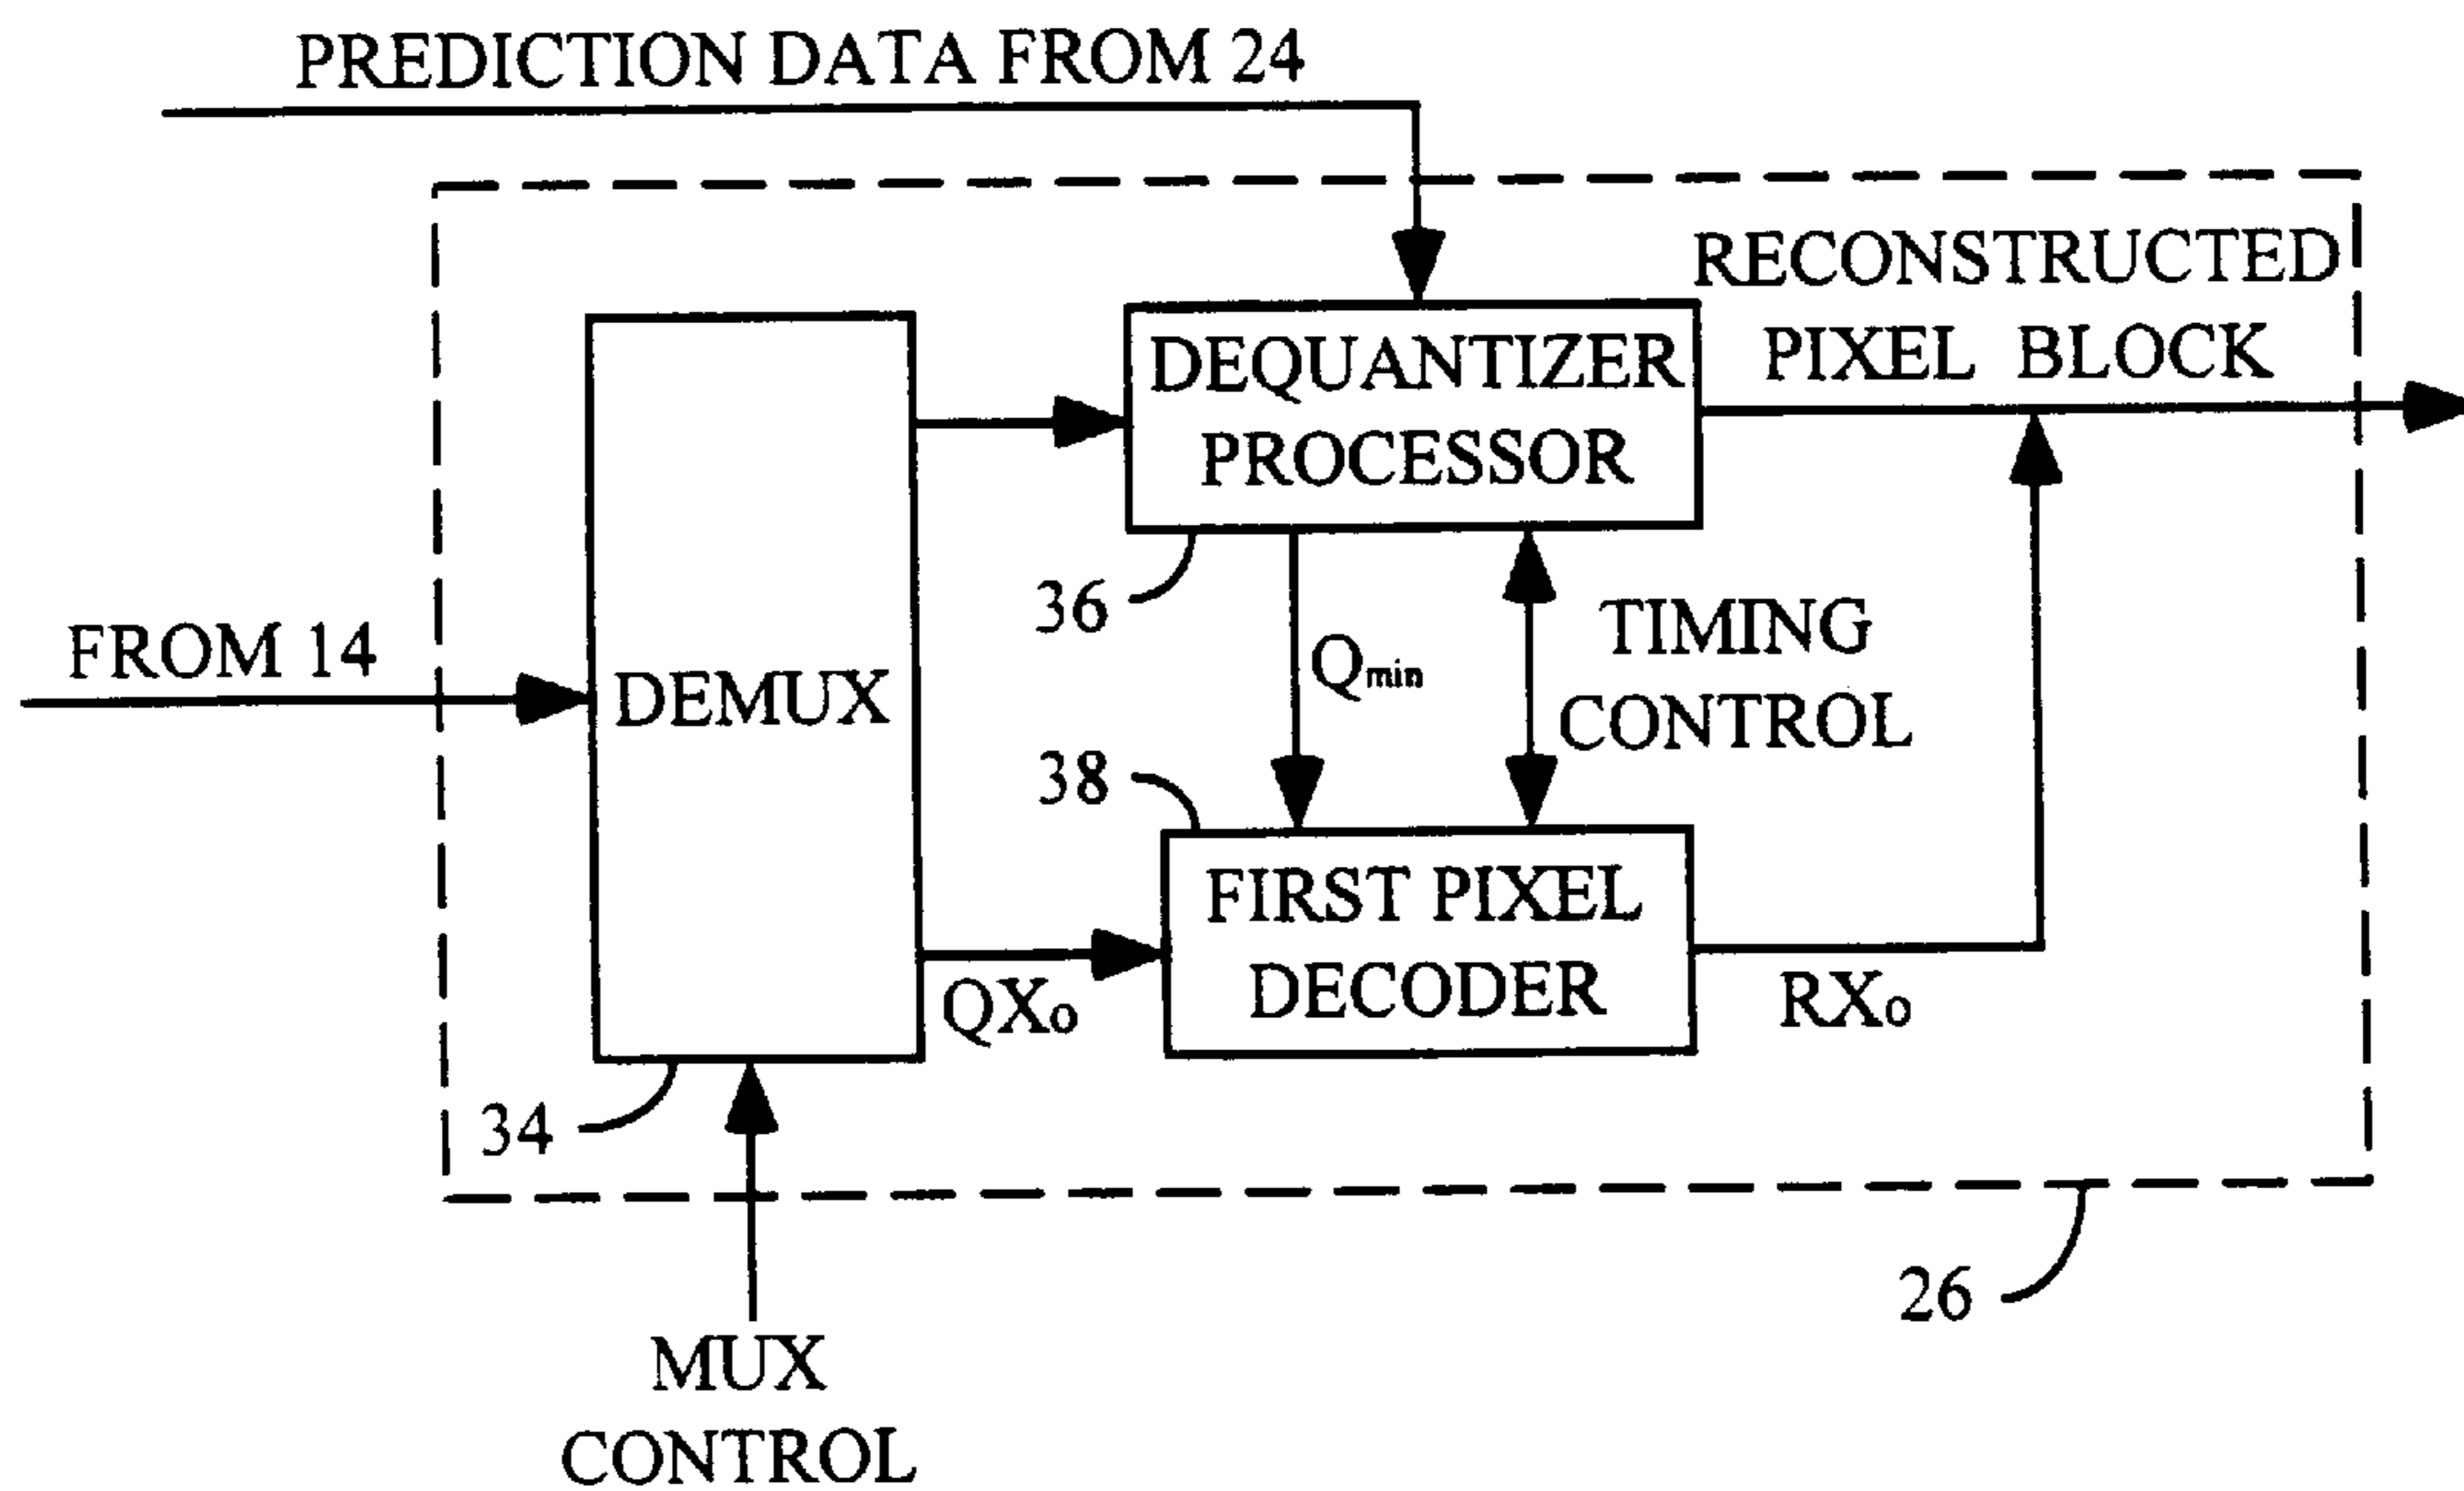 PREDICTION DATA FROM 24
RECONSTRUCTED
PIXEL BLOCK
DEQUANTIZER
PROCESSOR
36
TIMING
CONTROL
Qmin
FROM 14
DEMUX
38
FIRST PIXEL
DECODER
QXo
RXo
34
26
MUX
CONTROL